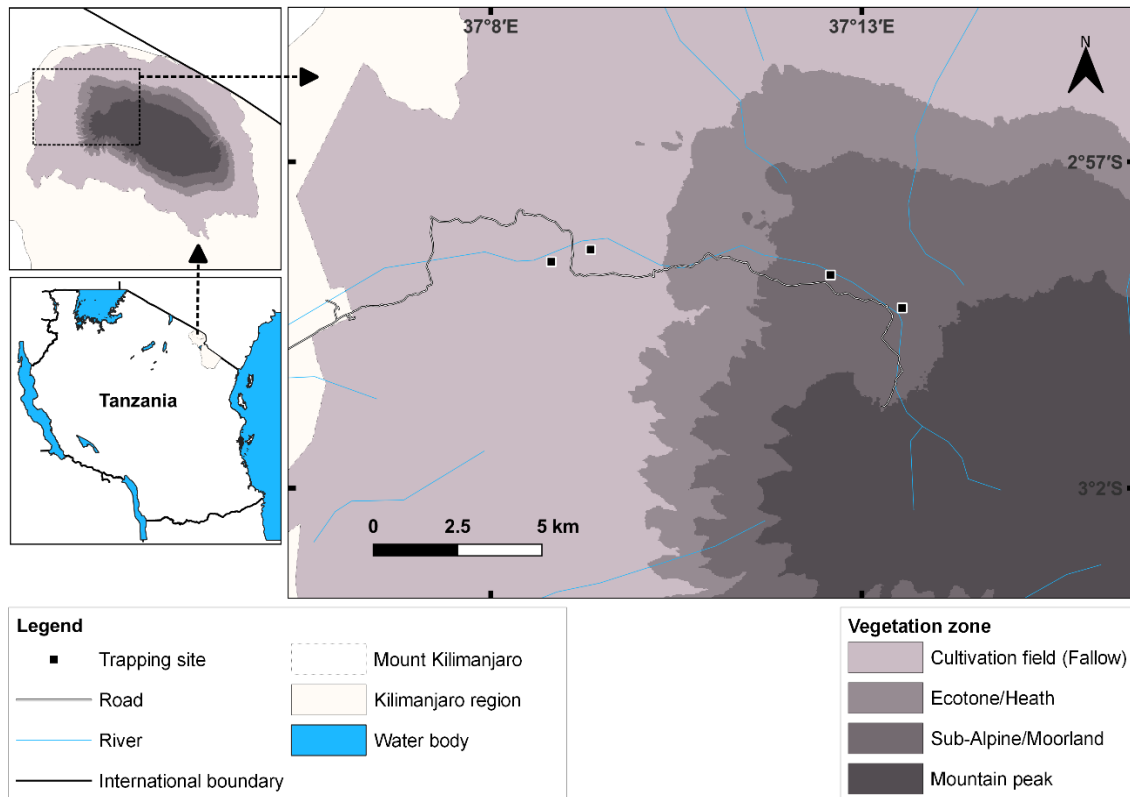 37°8′E
37°13′E
N
2°57′S
Tanzania
3°2′S
0 2.5 5 km
Legend
Trapping site
Road
River
International boundary
Mount Kilimanjaro
Kilimanjaro region
Water body
Vegetation zone
Cultivation field (Fallow)
Ecotone/Heath
Sub-Alpine/Moorland
Mountain peak